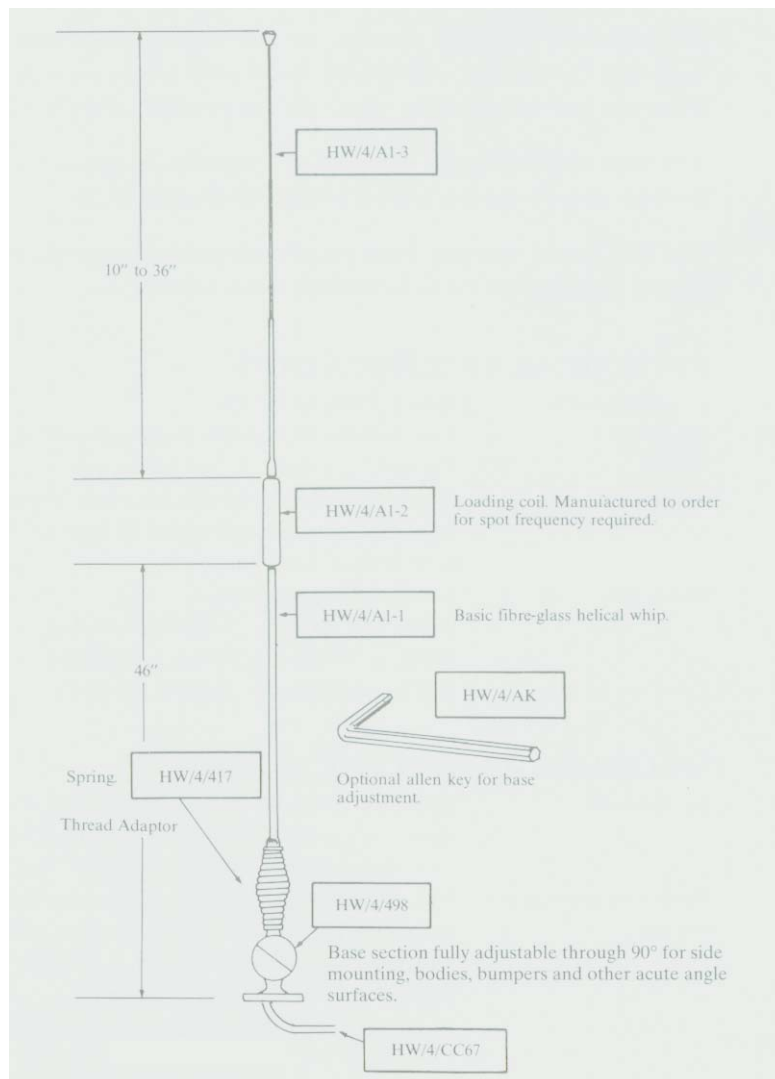 HW/4/A1-3
10" to 36"
HW/4/A1-2
Loading coil. Manufactured to order
for spot frequency required.
HW/4/A1-1
Basic fibre-glass helical whip.
46"
HW/4/AK
Spring.
HW/4/417
Optional allen key for base
adjustment.
Thread Adaptor
HW/4/498
Base section fully adjustable through 90° for side
mounting, bodies, bumpers and other acute angle
surfaces.
HW/4/CC67